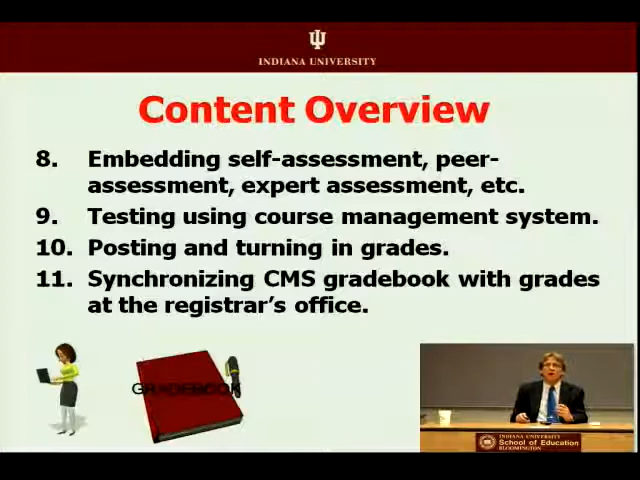 INDIANA UNIVERSITY
Content Overview
8. Embedding self-assessment, peer-
assessment, expert assessment, etc.
9. Testing using course management system.
10. Posting and turning in grades.
11. Synchronizing CMS gradebook with grades
at the registrar's office.
GRADEBOOK
INDIANA UNIVERSITY
School of Education
BLOOMINGTON